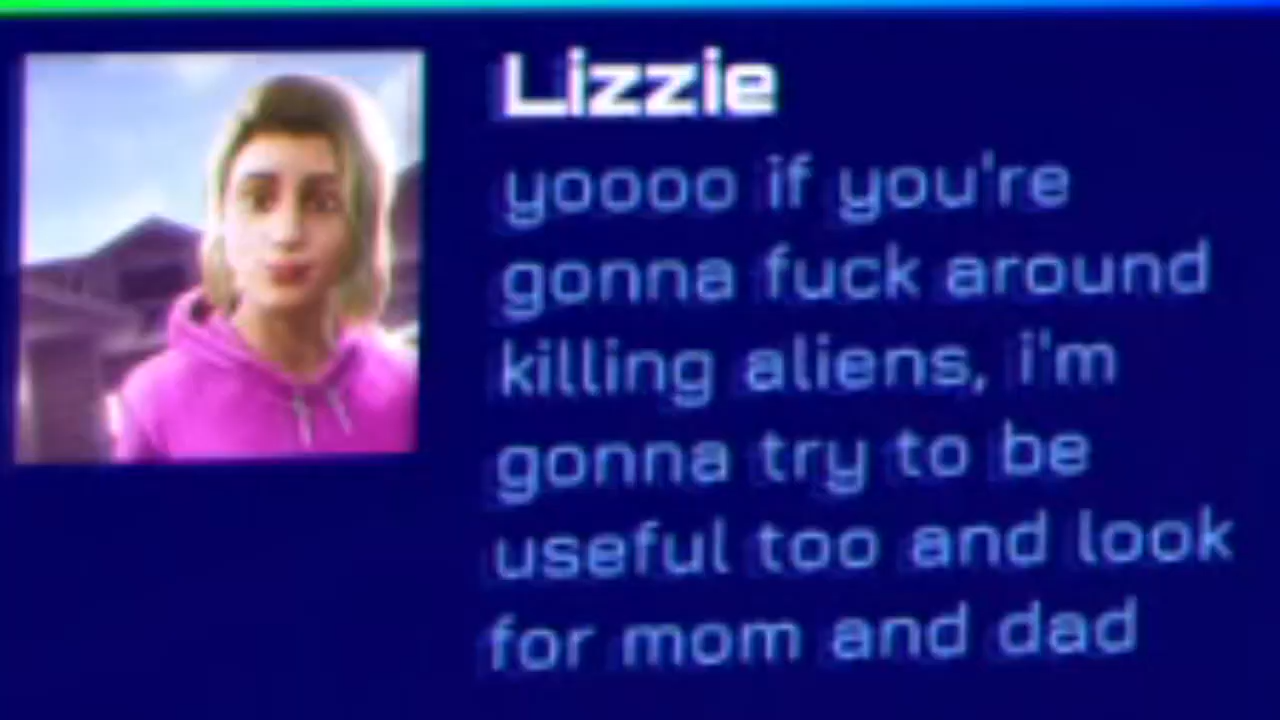 Lizzie
yoooo if you're
gonna fuck around
killing aliens, i'm
gonna try to be
useful too and look
for mom and dad